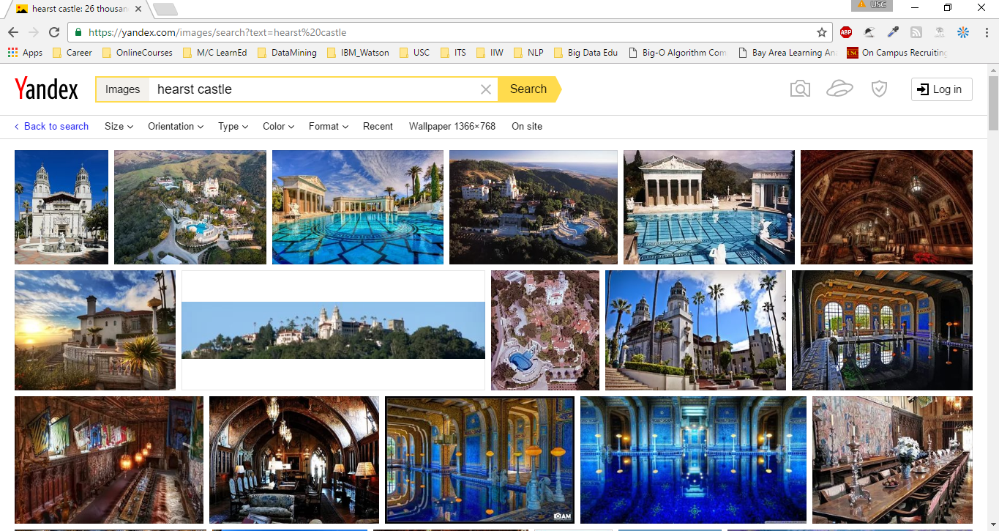 hearst castle: 26 thousan
USC
https://yandex.com/images/search?text=hearst%20castle
ABP
Apps
Career
OnlineCourses
M/C LearnEd
DataMining
IBM_Watson
USC
ITS
IIW
NLP
Big Data Edu
Big-O Algorithm Com
Bay Area Learning An
USC
On Campus Recruiting
Yandex
Images
hearst castle
Search
Log in
Back to search
Size
Orientation
Type
Color
Format
Recent
Wallpaper 1366×768
On site
OAM